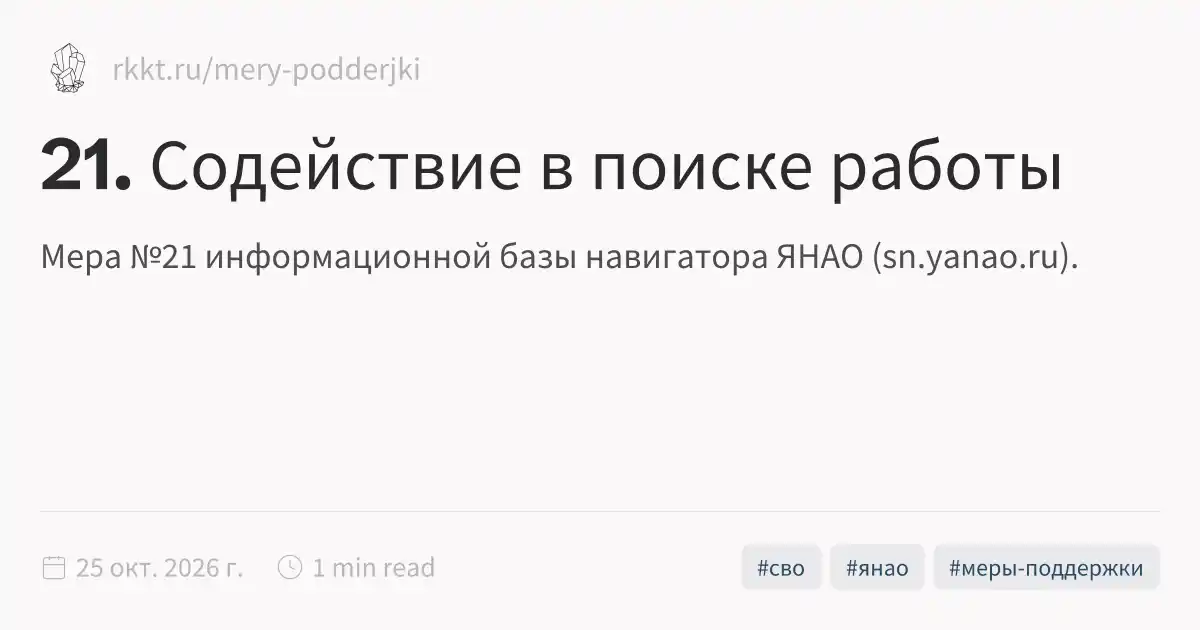 rkkt.ru/mery-podderjki
21. Содействие в поиске работы
Мера №21 информационной базы навигатора ЯНАО (sn.yanao.ru).
25 окт. 2026 г. 1 min read #сво #янао #меры-поддержки